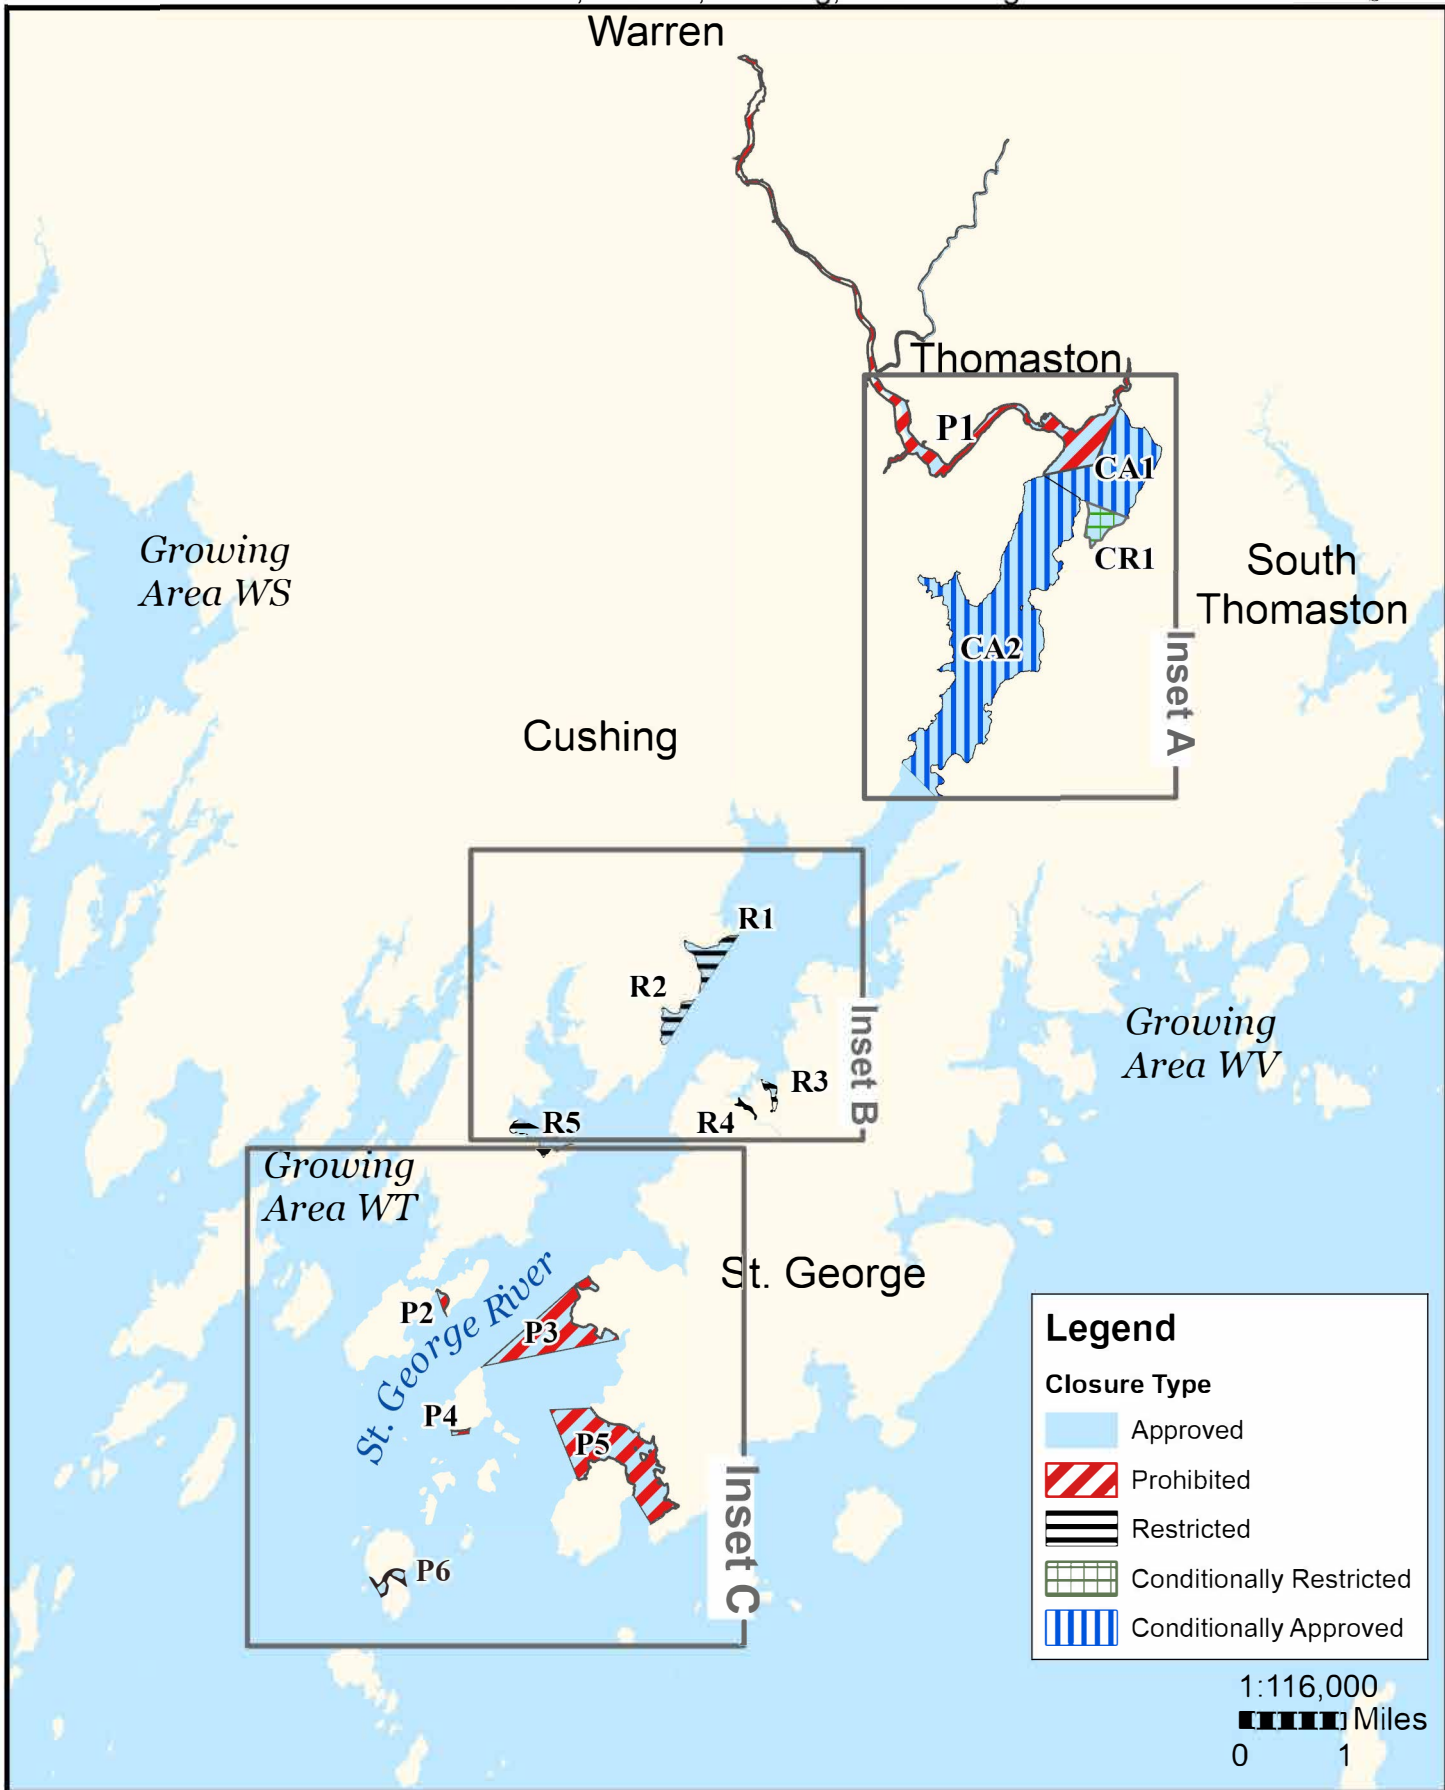 Warren
Thomaston
P1
CA1
CR1
Growing
Area WS
South
Thomaston
CA2
Inset A
Cushing
R1
R2
Growing
Area WV
Inset B
R3
R4
R5
Growing
Area WT
St. George
P2
St. George River
P3
P4
P5
Inset C
P6
Legend
Closure Type
Approved
Prohibited
Restricted
Conditionally Restricted
Conditionally Approved
1:116,000
Miles
0 1